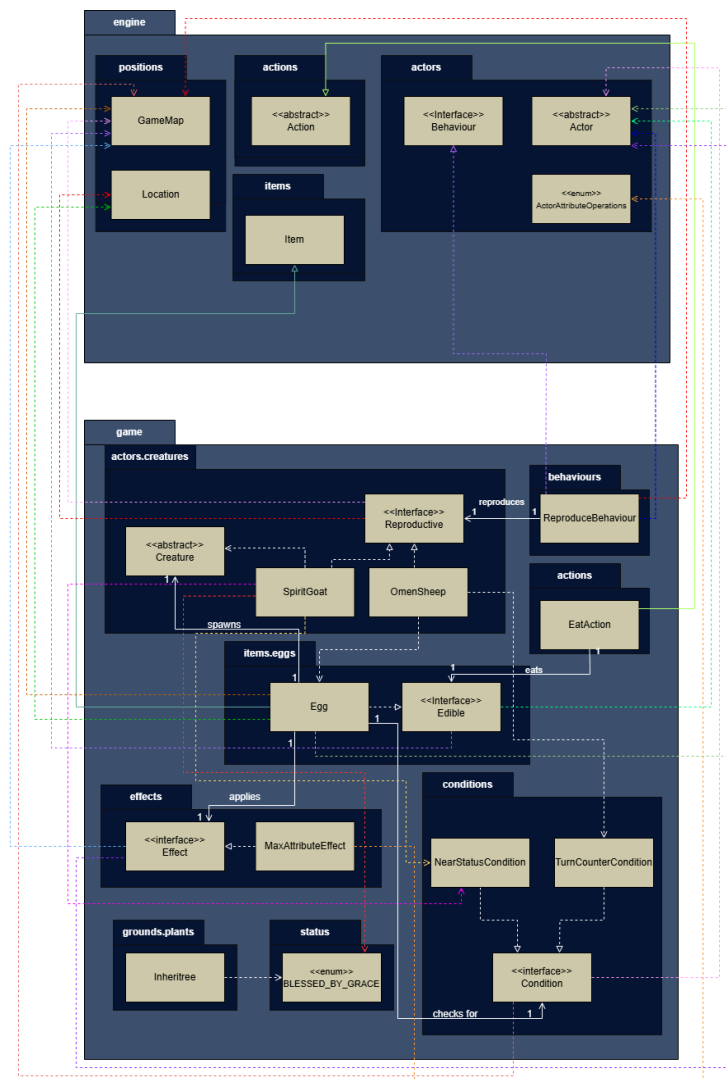 engine
positions
actions
actors
GameMap
<<abstract>>
Action
<<Interface>>
Behaviour
<<abstract>>
Actor
Location
items
<<enum>>
ActorAttributeOperations
Item
game
actors.creatures
behaviours
reproduces
<<Interface>>
Reproductive
1
1
ReproduceBehaviour
<<abstract>>
Creature
1
SpiritGoat
OmenSheep
actions
spawns
EatAction
items.eggs
1
1
eats
1
Egg
<<Interface>>
Edible
1
1
effects
applies
conditions
1
<<interface>>
Effect
MaxAttributeEffect
NearStatusCondition
TurnCounterCondition
grounds.plants
status
Inheritree
<<enum>>
BLESSED_BY_GRACE
<<interface>>
Condition
checks for
1